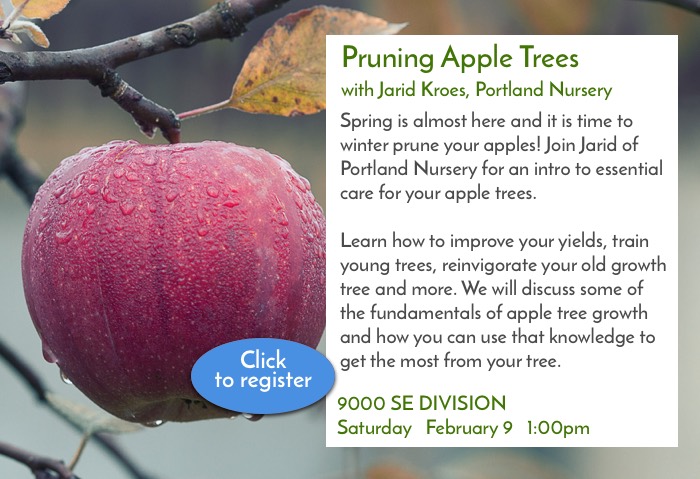 Pruning Apple Trees
with Jarid Kroes, Portland Nursery
Spring is almost here and it is time to
winter prune your apples! Join Jarid of
Portland Nursery for an intro to essential
care for your apple trees.
Learn how to improve your yields, train
young trees, reinvigorate your old growth
tree and more. We will discuss some of
the fundamentals of apple tree growth
and how you can use that knowledge to
get the most from your tree.
Click
to register
9000 SE DIVISION
Saturday February 9 1:00pm